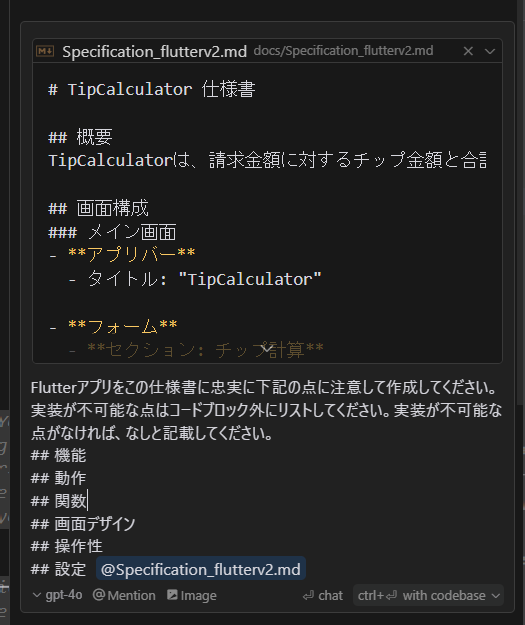 Specification_flutterv2.md docs/Specification_flutterv2.md
# TipCalculator 仕様書
## 概要
TipCalculatorは、請求金額に対するチップ金額と合計
## 画面構成
### メイン画面
- **アプリバー**
- タイトル: "TipCalculator"
- **フォーム**
- **セクション: チップ計算**
Flutterアプリをこの仕様書に忠実に下記の点に注意して作成してください。
実装が不可能な点はコードブロック外にリストしてください。実装が不可能な
点がなければ、なしと記載してください。
## 機能
## 動作
## 関数
## 画面デザイン
## 操作性
## 設定 @Specification_flutterv2.md
gpt-4o @ Mention Image ⏎ chat ctrl+⏎ with codebase